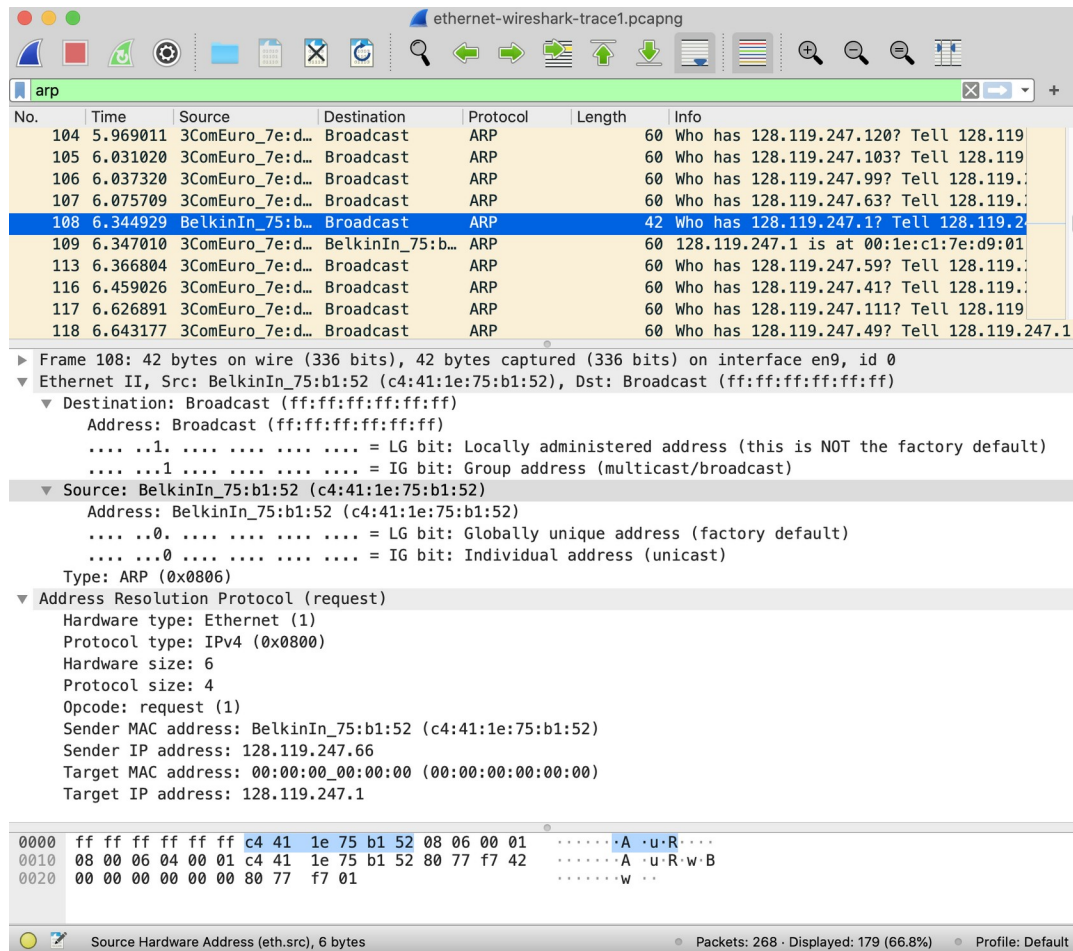 ethernet-wireshark-trace1.pcapng
arp
No. Time Source Destination Protocol Length Info
104 5.969011 3ComEuro_7e:d… Broadcast ARP 60 Who has 128.119.247.120? Tell 128.119
105 6.031020 3ComEuro_7e:d… Broadcast ARP 60 Who has 128.119.247.103? Tell 128.119
106 6.037320 3ComEuro_7e:d… Broadcast ARP 60 Who has 128.119.247.99? Tell 128.119.
107 6.075709 3ComEuro_7e:d… Broadcast ARP 60 Who has 128.119.247.63? Tell 128.119.
108 6.344929 BelkinIn_75:b… Broadcast ARP 42 Who has 128.119.247.1? Tell 128.119.2
109 6.347010 3ComEuro_7e:d… BelkinIn_75:b… ARP 60 128.119.247.1 is at 00:1e:c1:7e:d9:01
113 6.366804 3ComEuro_7e:d… Broadcast ARP 60 Who has 128.119.247.59? Tell 128.119.
116 6.459026 3ComEuro_7e:d… Broadcast ARP 60 Who has 128.119.247.41? Tell 128.119.
117 6.626891 3ComEuro_7e:d… Broadcast ARP 60 Who has 128.119.247.111? Tell 128.119
118 6.643177 3ComEuro_7e:d… Broadcast ARP 60 Who has 128.119.247.49? Tell 128.119.247.1
Frame 108: 42 bytes on wire (336 bits), 42 bytes captured (336 bits) on interface en9, id 0
Ethernet II, Src: BelkinIn_75:b1:52 (c4:41:1e:75:b1:52), Dst: Broadcast (ff:ff:ff:ff:ff:ff)
Destination: Broadcast (ff:ff:ff:ff:ff:ff)
Address: Broadcast (ff:ff:ff:ff:ff:ff)
.... ..1. .... .... .... .... = LG bit: Locally administered address (this is NOT the factory default)
.... ...1 .... .... .... .... = IG bit: Group address (multicast/broadcast)
Source: BelkinIn_75:b1:52 (c4:41:1e:75:b1:52)
Address: BelkinIn_75:b1:52 (c4:41:1e:75:b1:52)
.... ..0. .... .... .... .... = LG bit: Globally unique address (factory default)
.... ...0 .... .... .... .... = IG bit: Individual address (unicast)
Type: ARP (0x0806)
Address Resolution Protocol (request)
Hardware type: Ethernet (1)
Protocol type: IPv4 (0x0800)
Hardware size: 6
Protocol size: 4
Opcode: request (1)
Sender MAC address: BelkinIn_75:b1:52 (c4:41:1e:75:b1:52)
Sender IP address: 128.119.247.66
Target MAC address: 00:00:00_00:00:00 (00:00:00:00:00:00)
Target IP address: 128.119.247.1
0000 ff ff ff ff ff ff c4 41 1e 75 b1 52 08 06 00 01 ·······A ·u·R····
0010 08 00 06 04 00 01 c4 41 1e 75 b1 52 80 77 f7 42 ·······A ·u·R·w·B
0020 00 00 00 00 00 00 80 77 f7 01 ·······w ··
Source Hardware Address (eth.src), 6 bytes
Packets: 268 · Displayed: 179 (66.8%)
Profile: Default